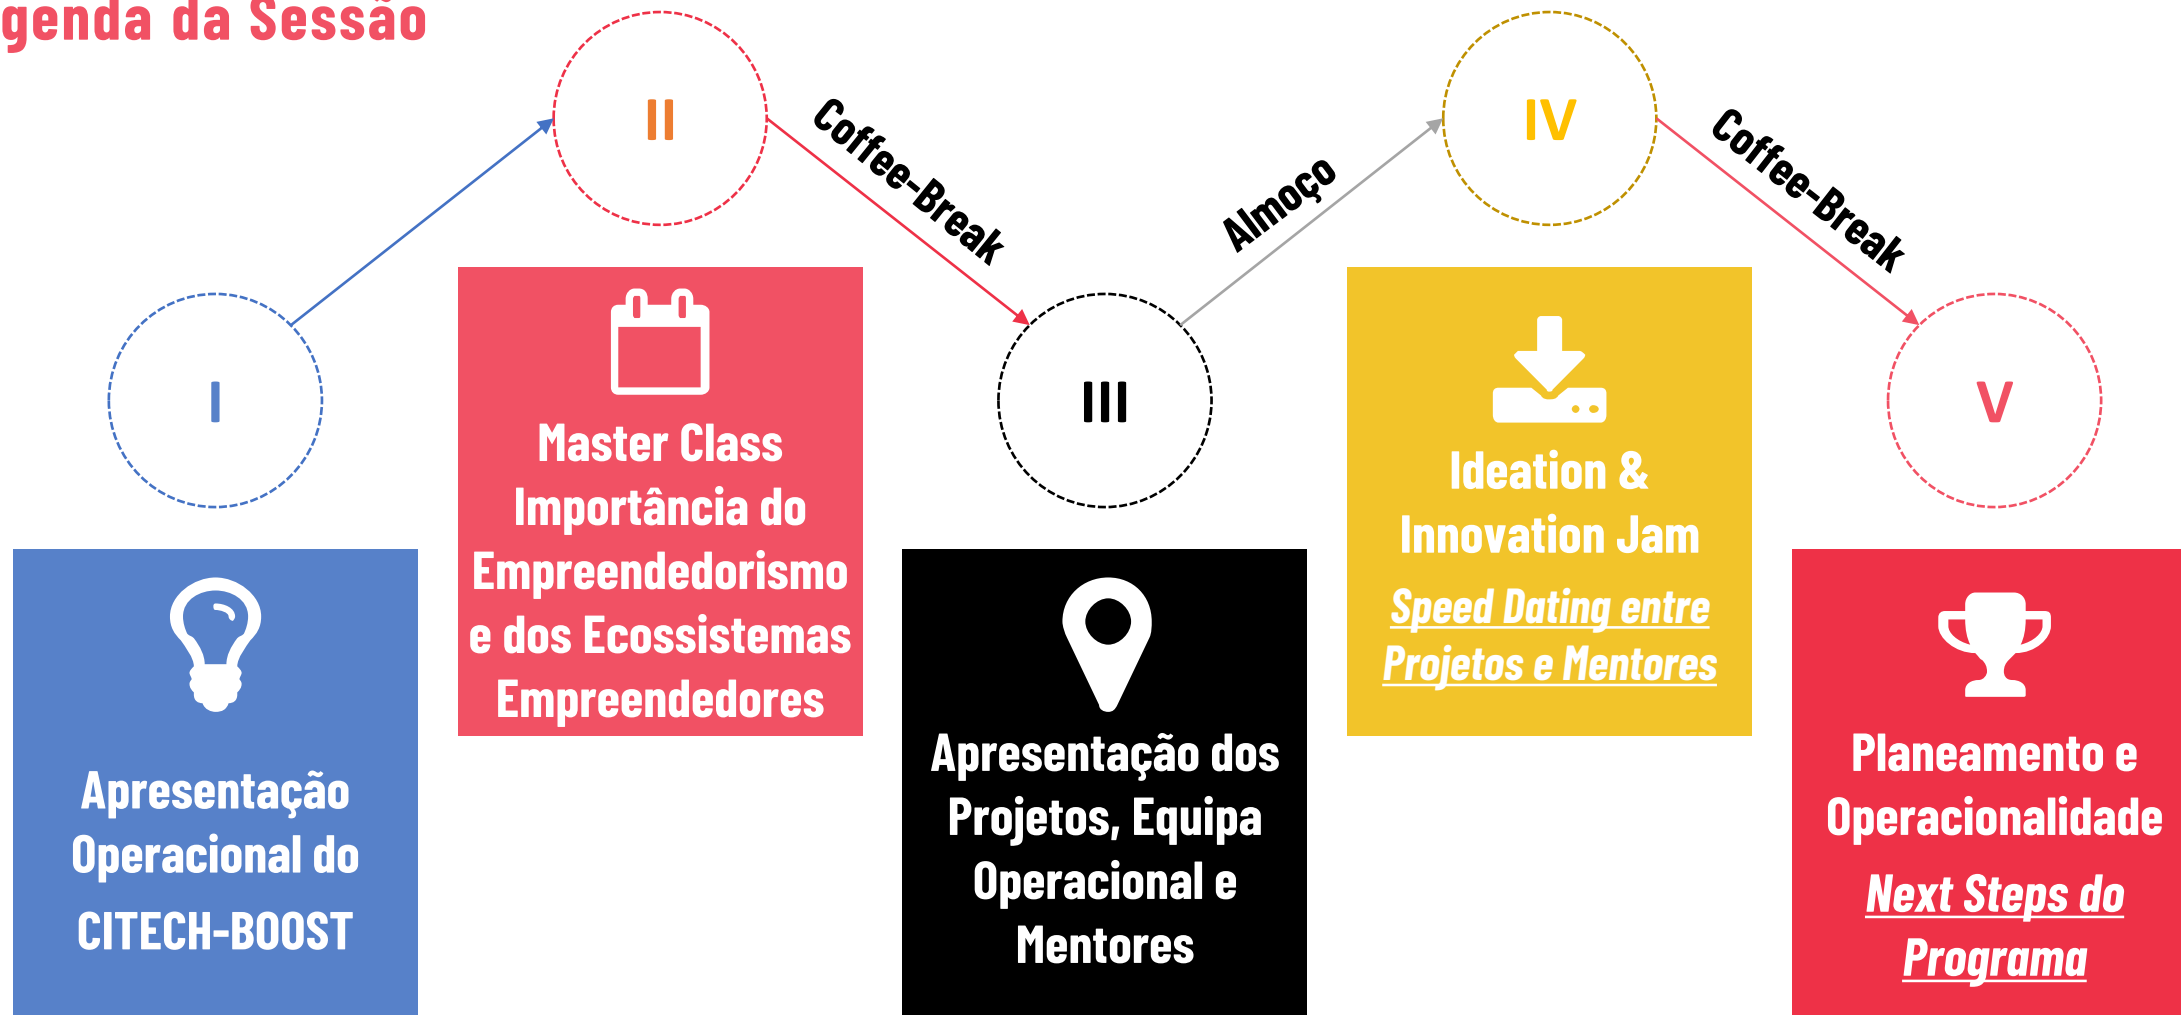 genda da Sessão
I
Apresentação
Operacional do
CITECH-BOOST
II
Master Class
Importância do
Empreendedorismo
e dos Ecossistemas
Empreendedores
Coffee-Break
III
Apresentação dos
Projetos, Equipa
Operacional e
Mentores
Almoço
IV
Ideation &
Innovation Jam
Speed Dating entre
Projetos e Mentores
Coffee-Break
V
Planeamento e
Operacionalidade
Next Steps do
Programa